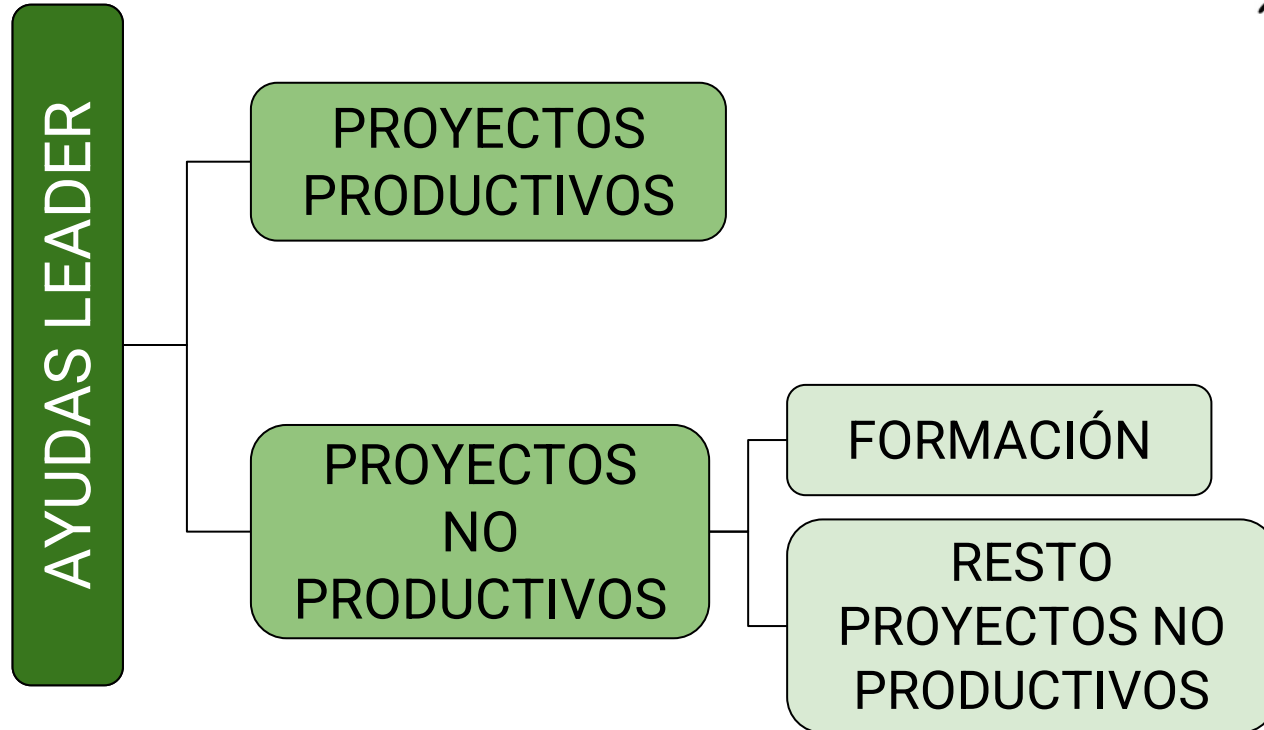 AYUDAS LEADER
PROYECTOS
PRODUCTIVOS
PROYECTOS
NO
PRODUCTIVOS
FORMACIÓN
RESTO
PROYECTOS NO
PRODUCTIVOS